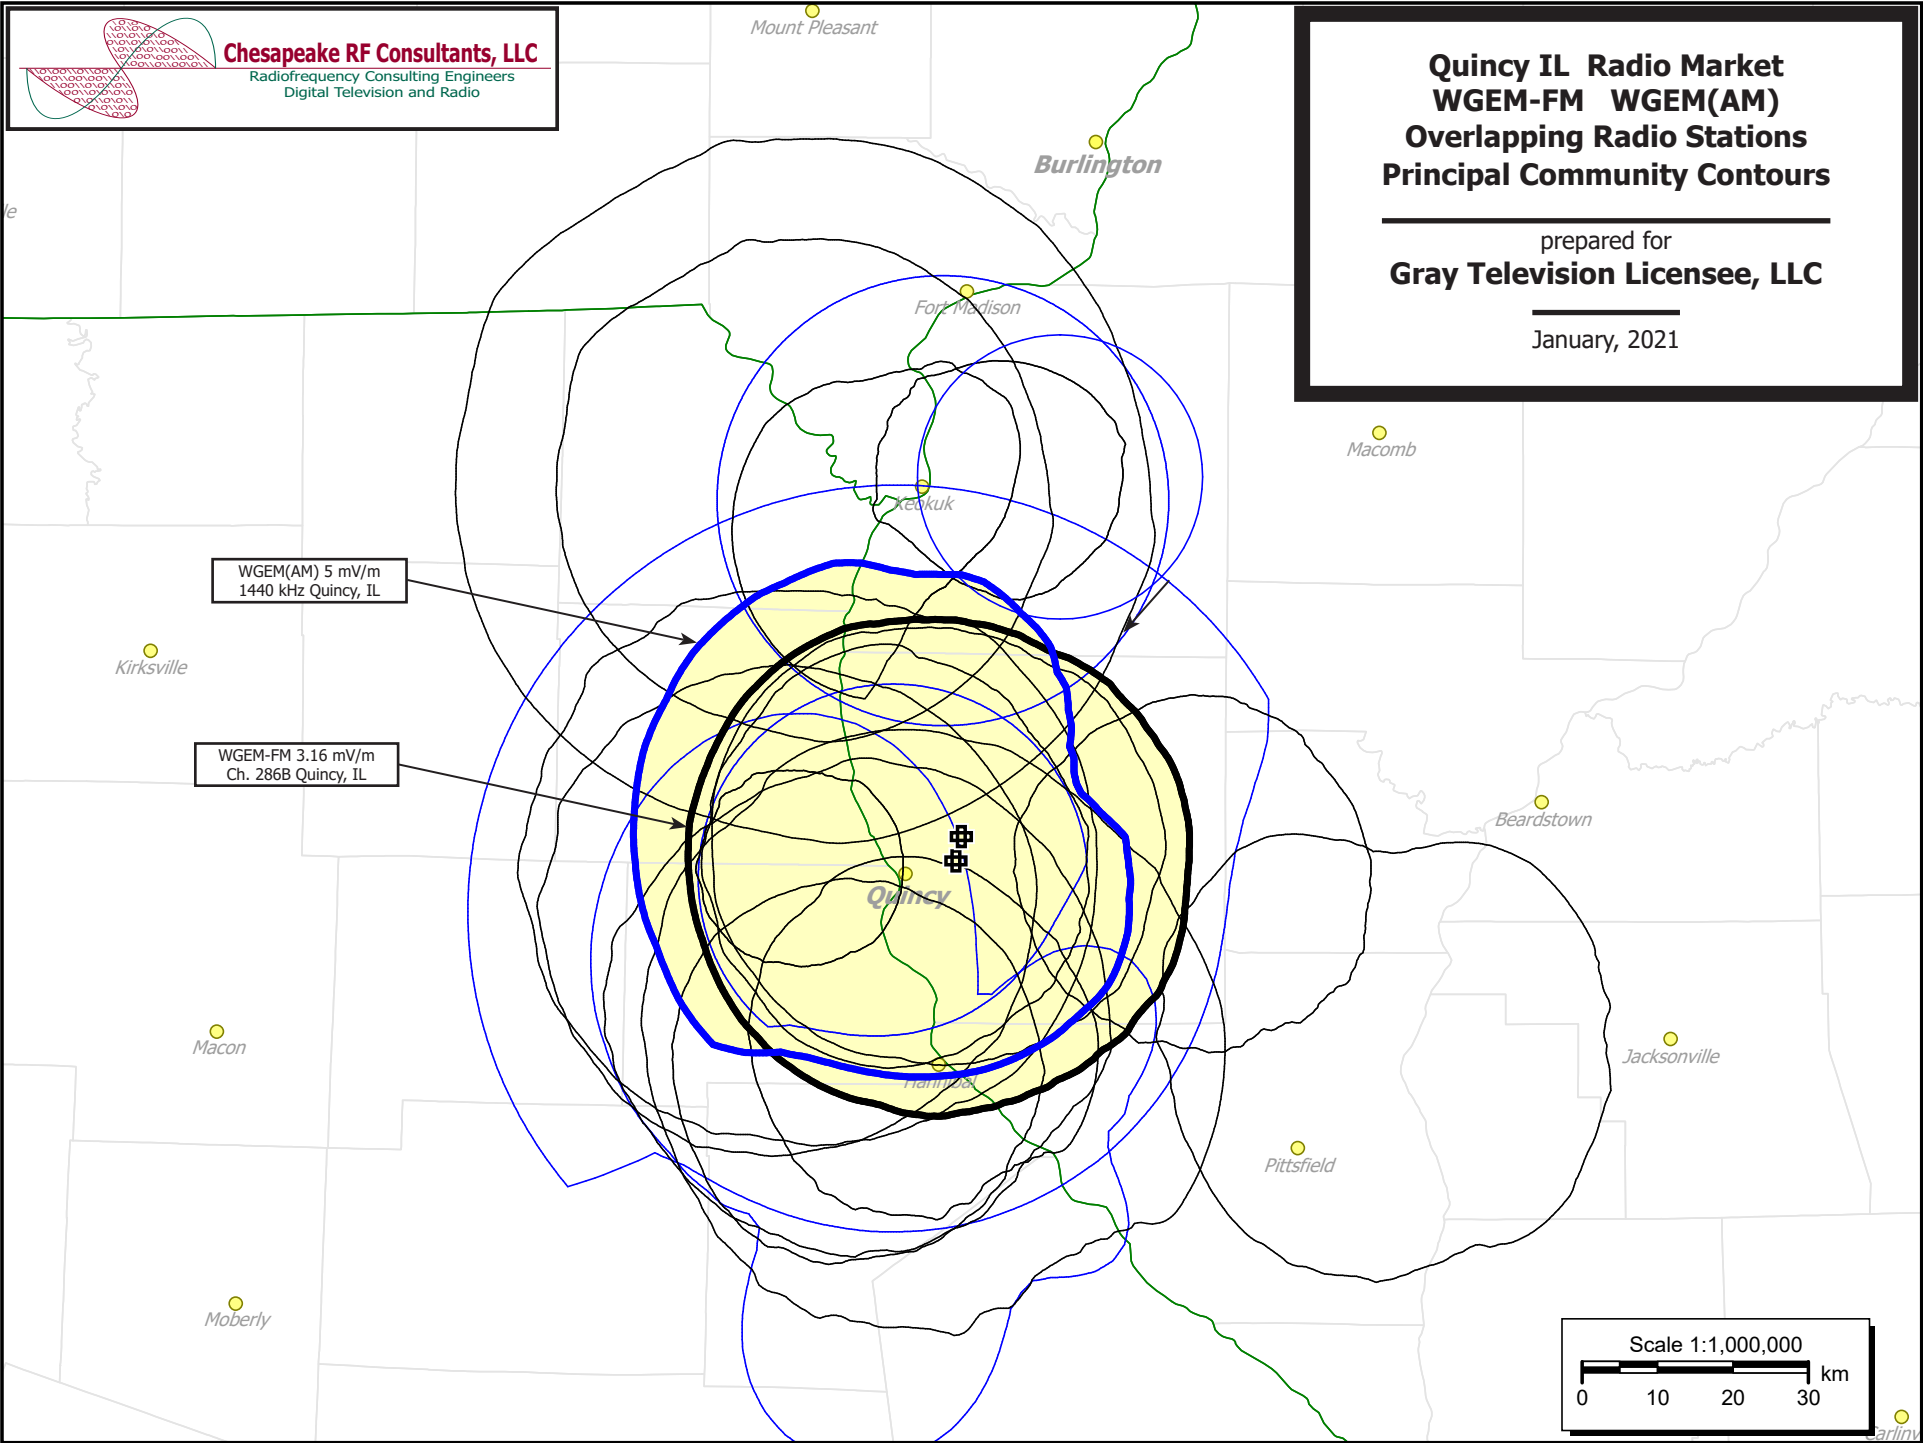 Chesapeake RF Consultants, LLC
Radiofrequency Consulting Engineers
Digital Television and Radio
Quincy IL  Radio Market
WGEM-FM   WGEM(AM)
Overlapping Radio Stations
Principal Community Contours
prepared for
Gray Television Licensee, LLC
January, 2021
Mount Pleasant
Burlington
Fort Madison
Macomb
Keokuk
WGEM(AM) 5 mV/m
1440 kHz Quincy, IL
Kirksville
WGEM-FM 3.16 mV/m
Ch. 286B Quincy, IL
Beardstown
Quincy
Macon
Jacksonville
Hannibal
Pittsfield
Moberly
Scale 1:1,000,000
km
0 10 20 30